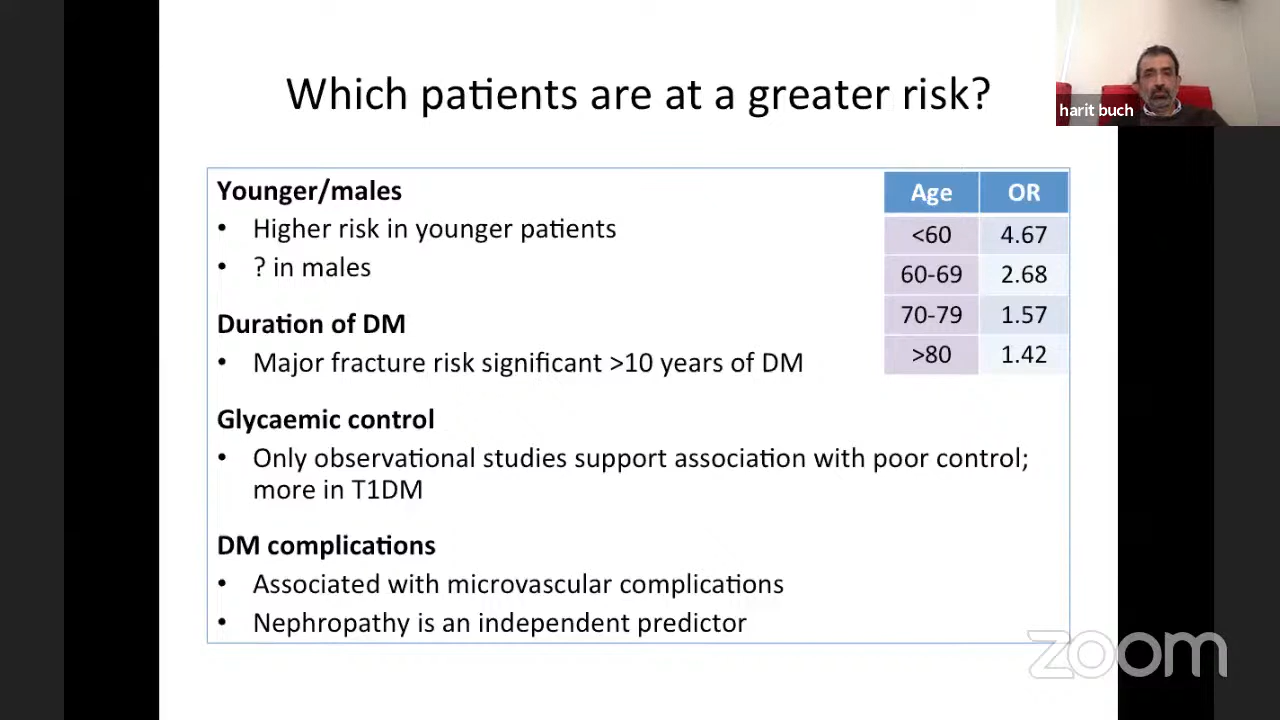 Which patients are at a greater risk?
harit buch
Younger/males
• Higher risk in younger patients
• ? in males
Duration of DM
• Major fracture risk significant >10 years of DM
Glycaemic control
• Only observational studies support association with poor control;
more in T1DM
DM complications
• Associated with microvascular complications
• Nephropathy is an independent predictor
Age OR
<60 4.67
60-69 2.68
70-79 1.57
>80 1.42
zoom